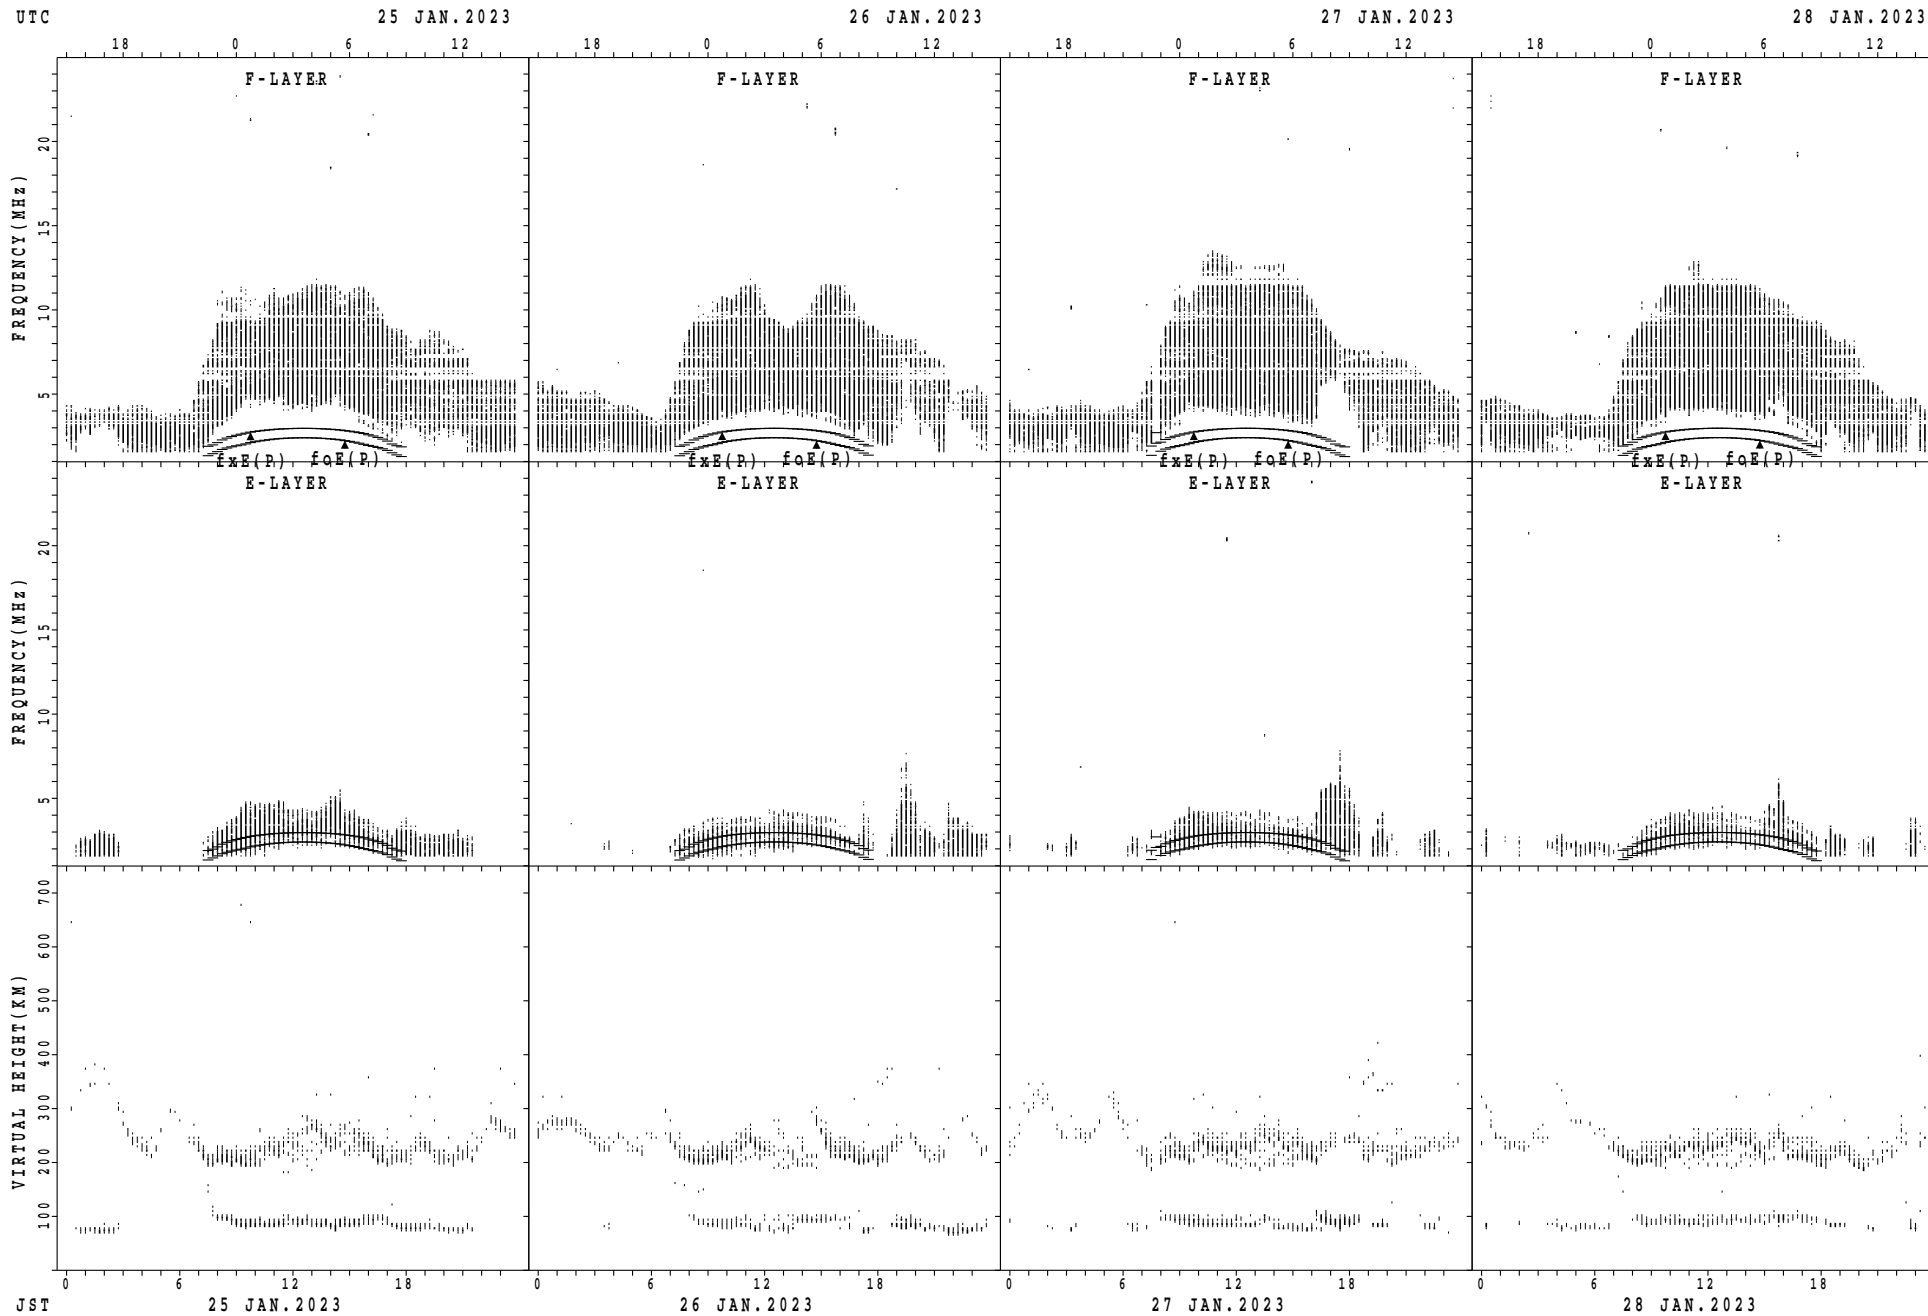 UTC 25 JAN.2023 26 JAN.2023 27 JAN.2023 28 JAN.2023
18 0 6 12 18 0 6 12 18 0 6 12 18 0 6 12
F-LAYER F-LAYER F-LAYER F-LAYER
FREQUENCY(MHz)
20
15
10
5
fxE(P) foE(P) fxE(P) foE(P) fxE(P) foE(P) fxE(P) foE(P)
E-LAYER E-LAYER E-LAYER E-LAYER
FREQUENCY(MHz)
20
15
10
5
VIRTUAL HEIGHT(KM)
700
600
500
400
300
200
100
0 6 12 18 0 6 12 18 0 6 12 18 0 6 12 18
JST 25 JAN.2023 26 JAN.2023 27 JAN.2023 28 JAN.2023